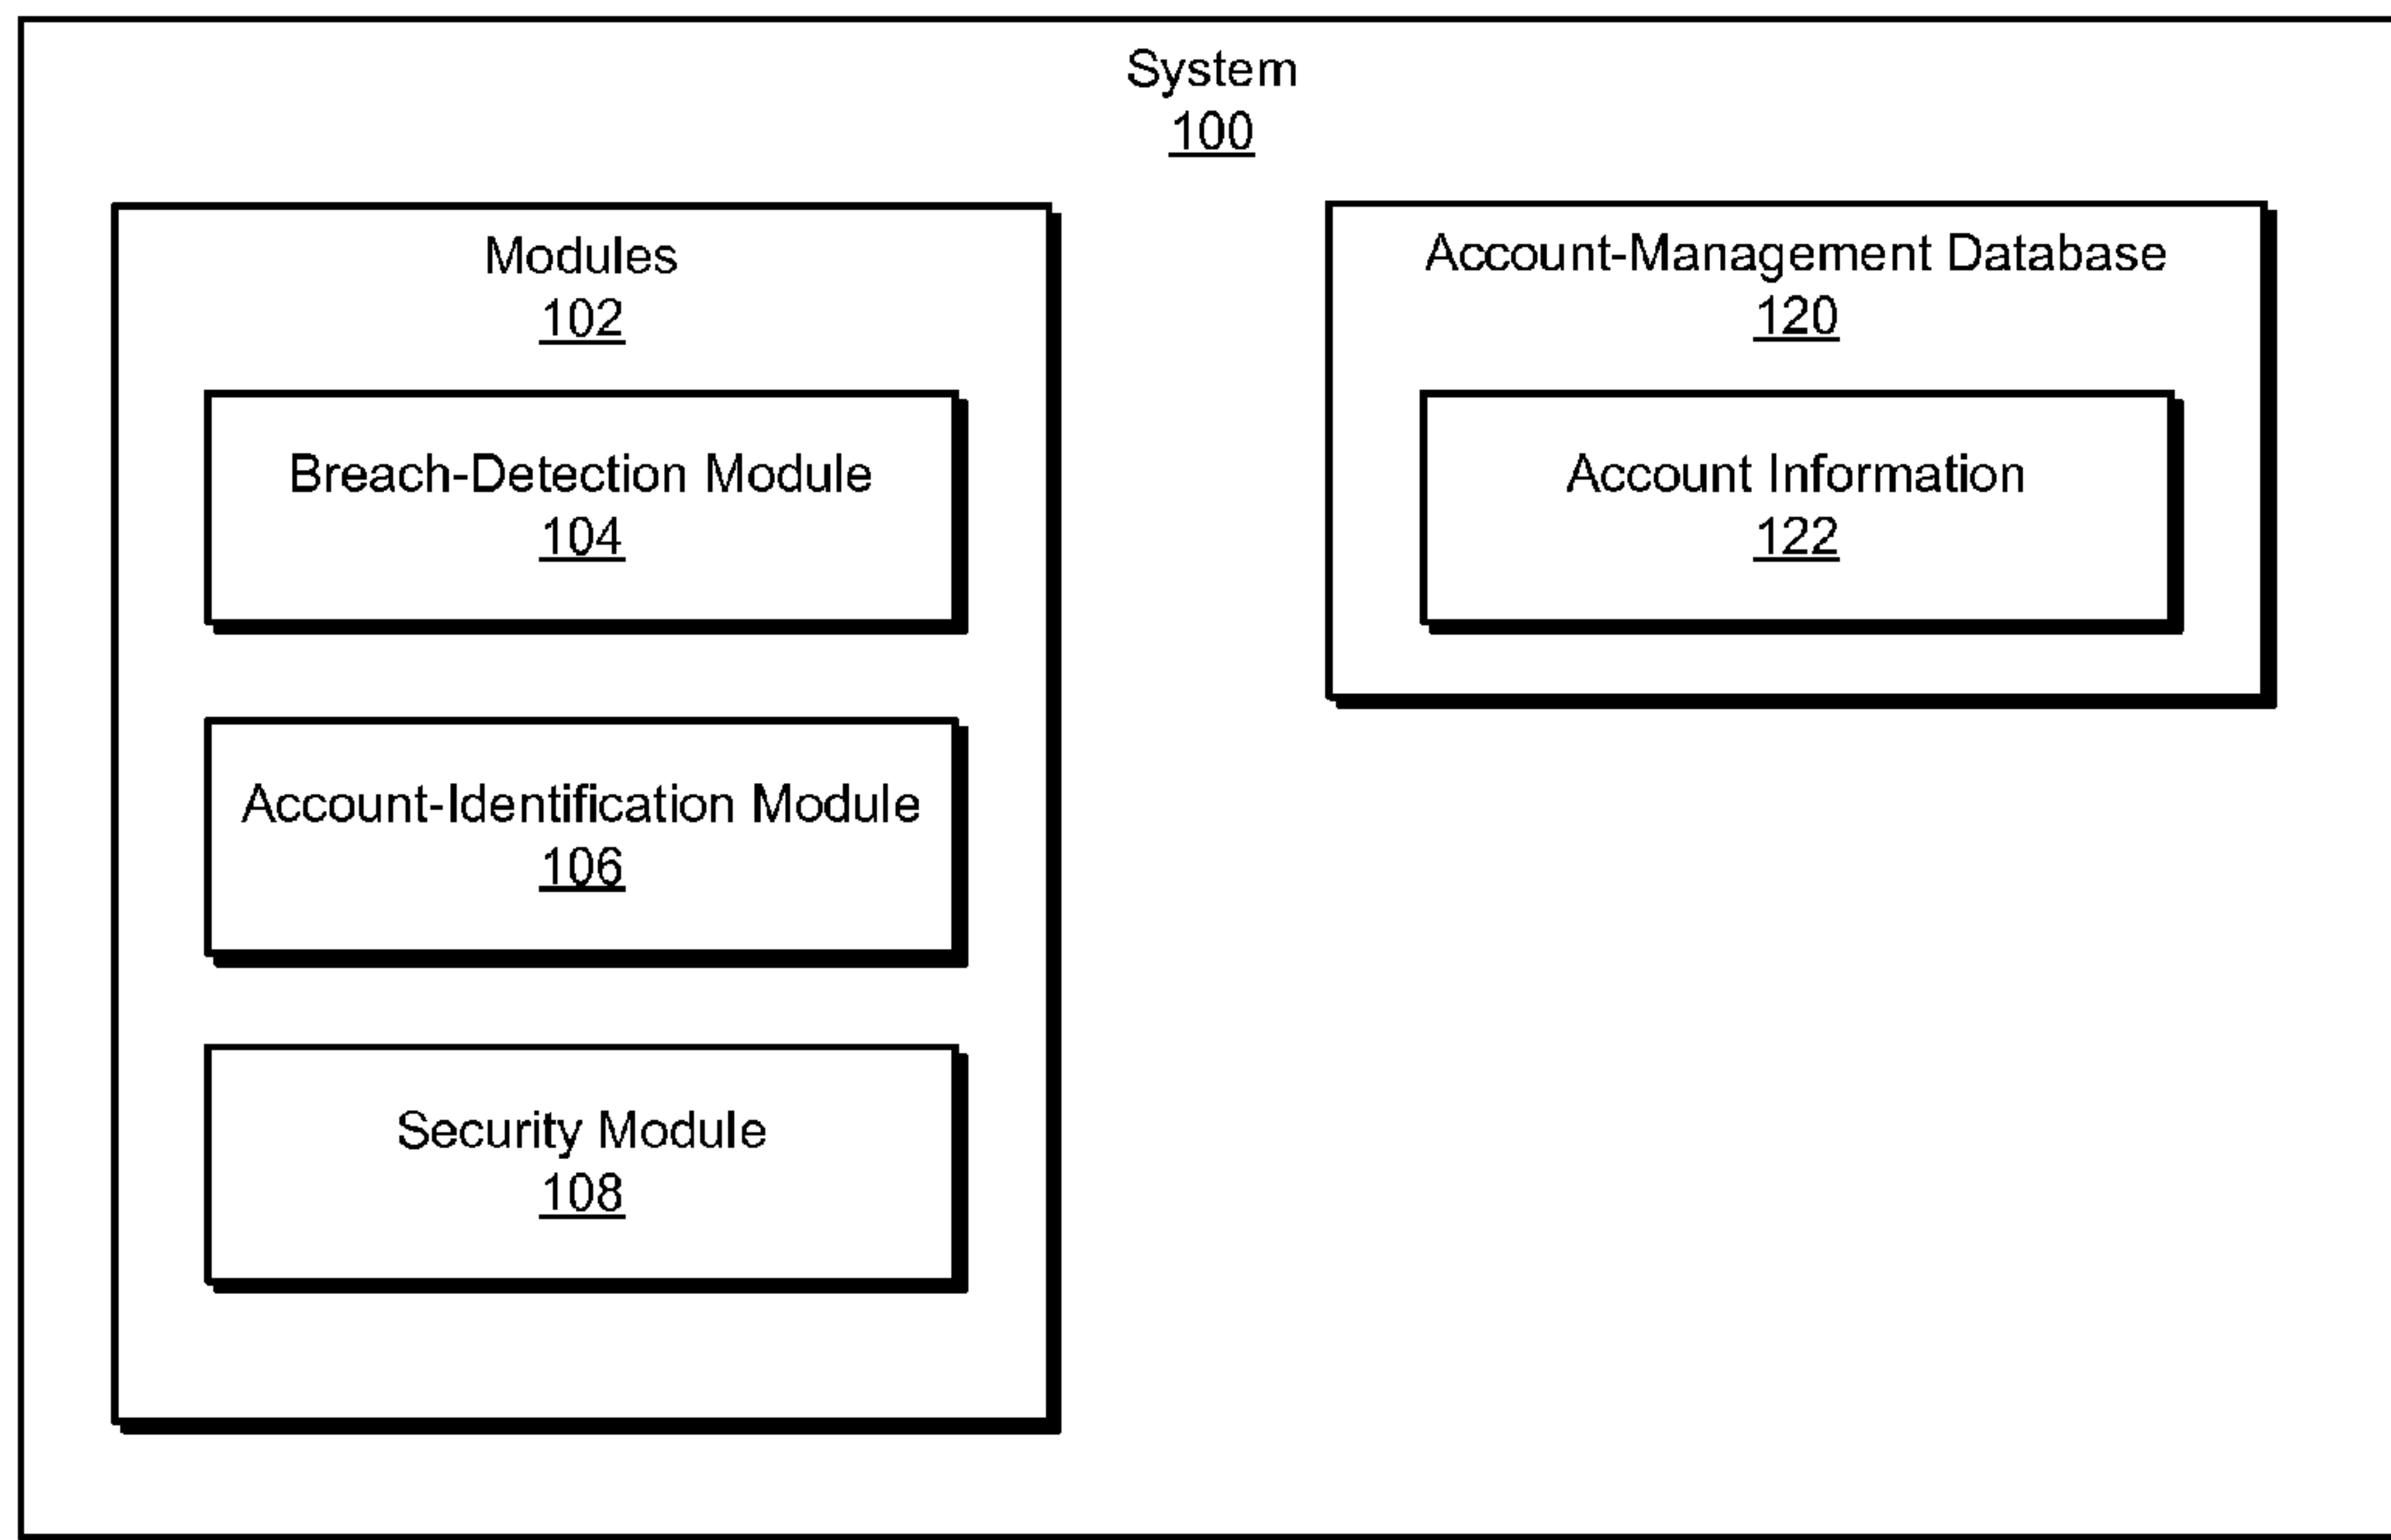 System
100
Modules
102
Breach-Detection Module
104
Account-Identification Module
106
Security Module
108
Account-Management Database
120
Account Information
122